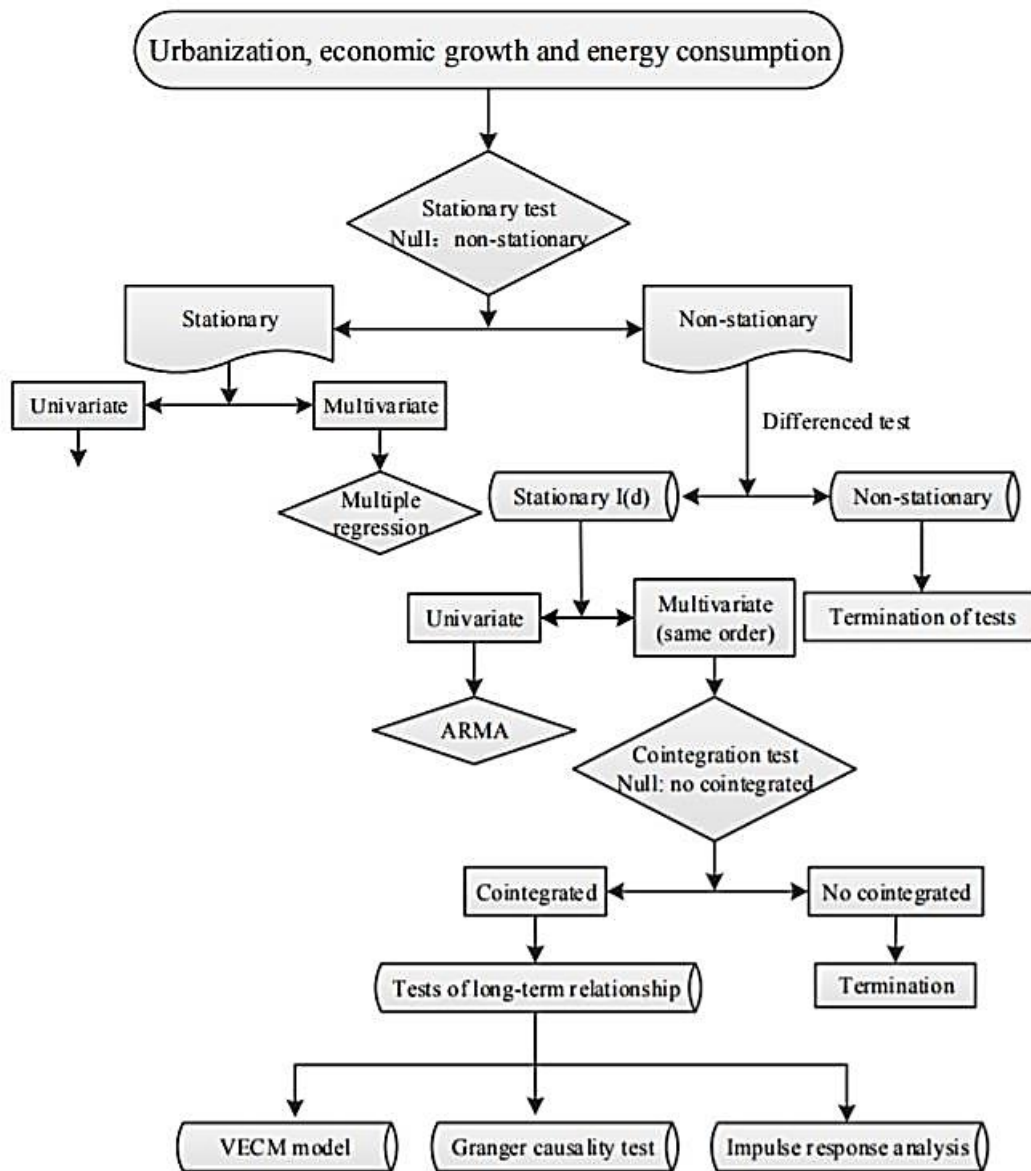 Urbanization, economic growth and energy consumption
Stationary test
Null: non-stationary
Stationary
Non-stationary
Univariate
Multivariate
Differenced test
Multiple
regression
Stationary I(d)
Non-stationary
Univariate
Multivariate
(same order)
Termination of tests
ARMA
Cointegration test
Null: no cointegrated
Cointegrated
No cointegrated
Tests of long-term relationship
Termination
VECM model
Granger causality test
Impulse response analysis